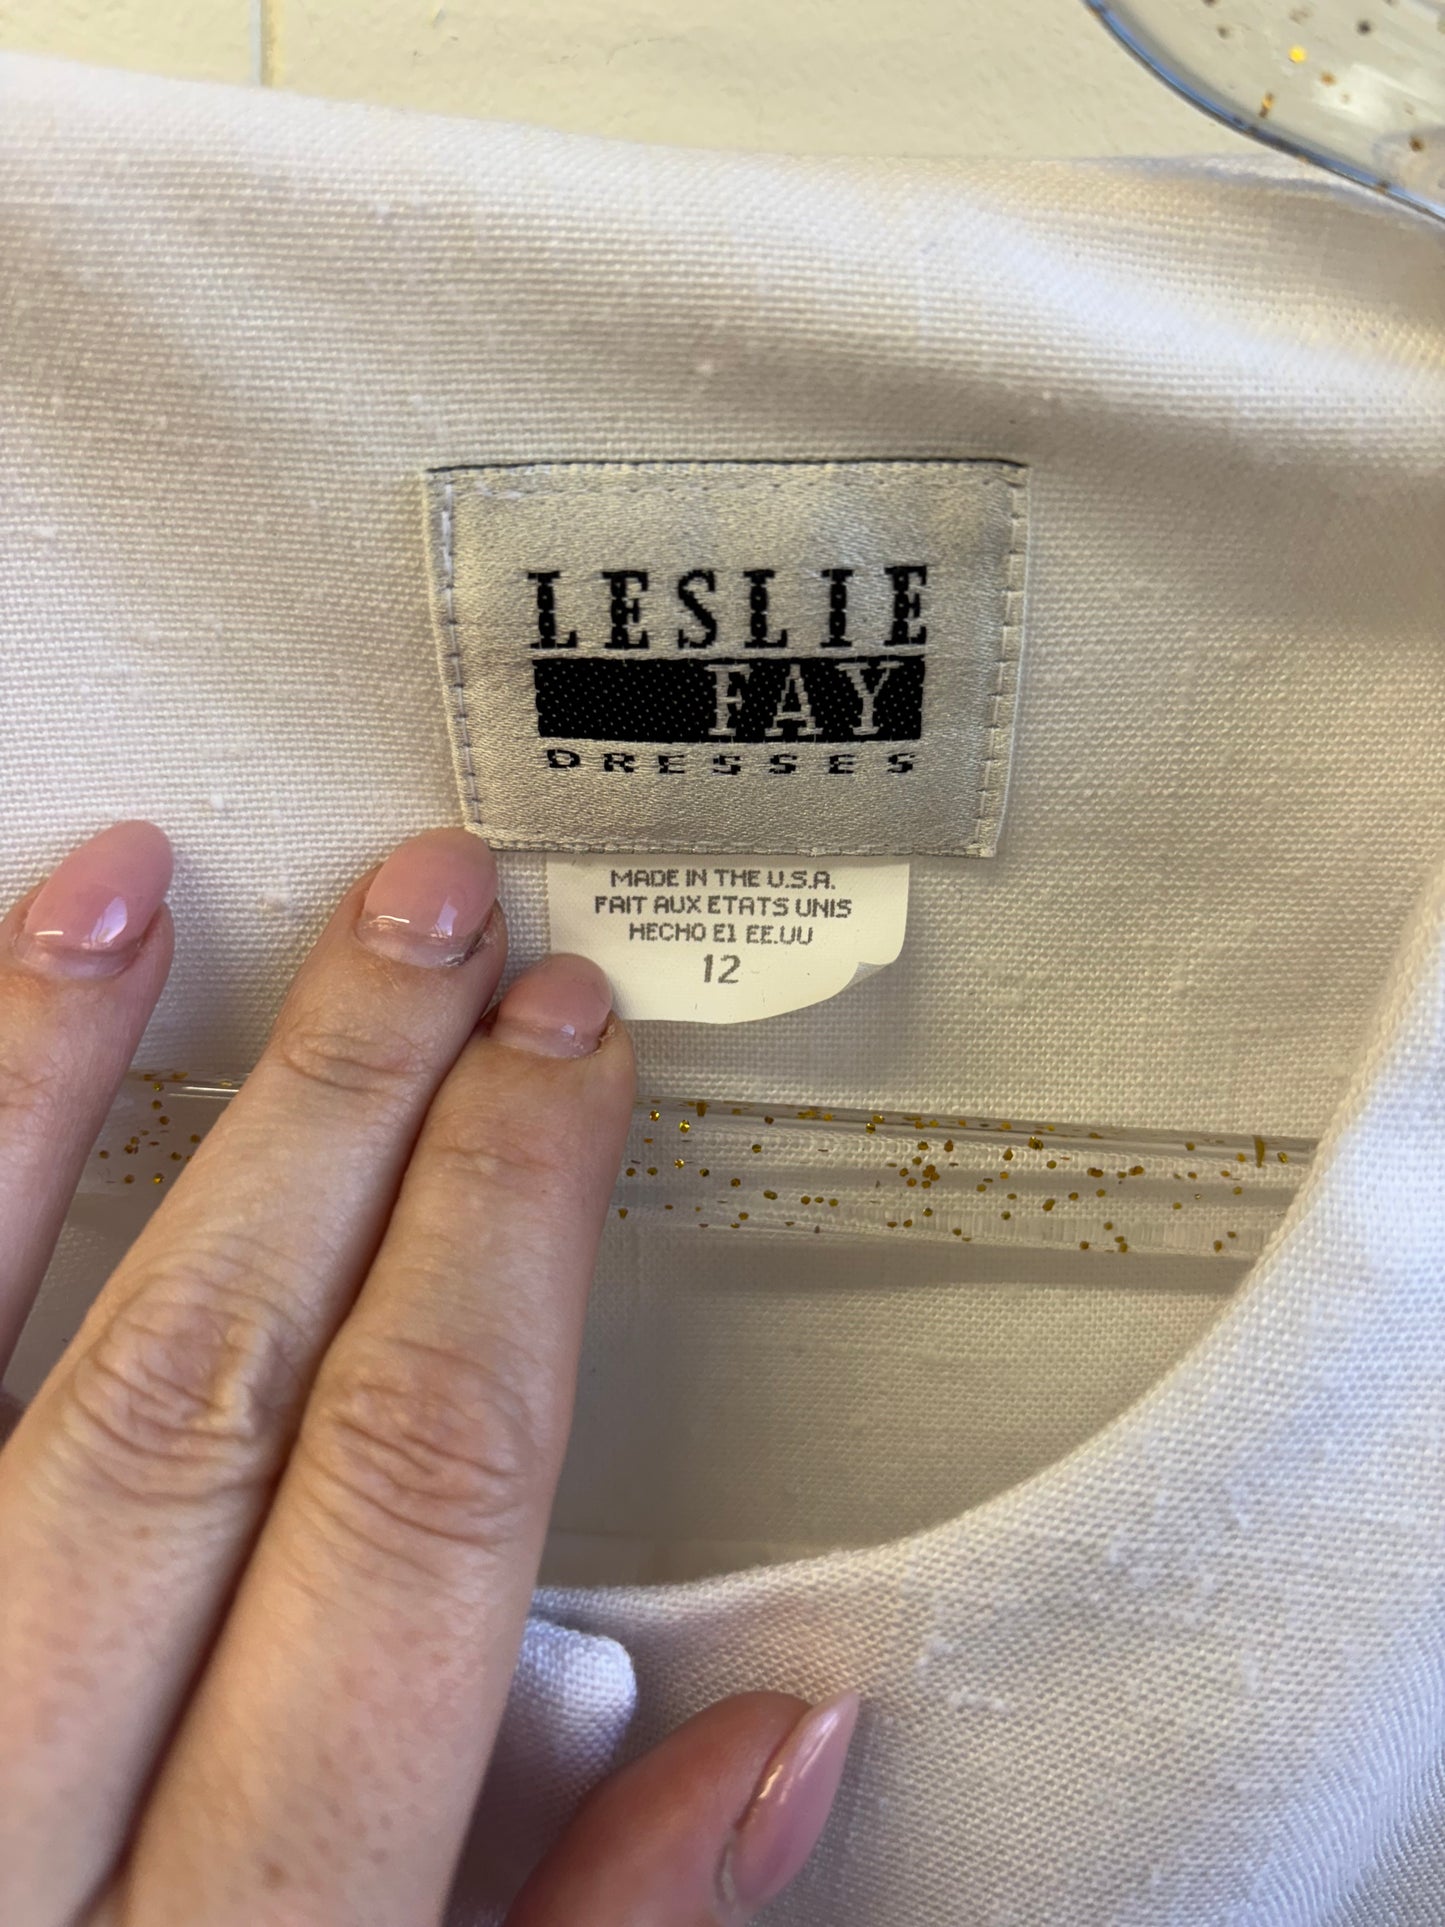 LESLIE
FAY
DRESSES
MADE IN THE U.S.A.
FAIT AUX ETATS UNIS
HECHO E1 EE.UU
12